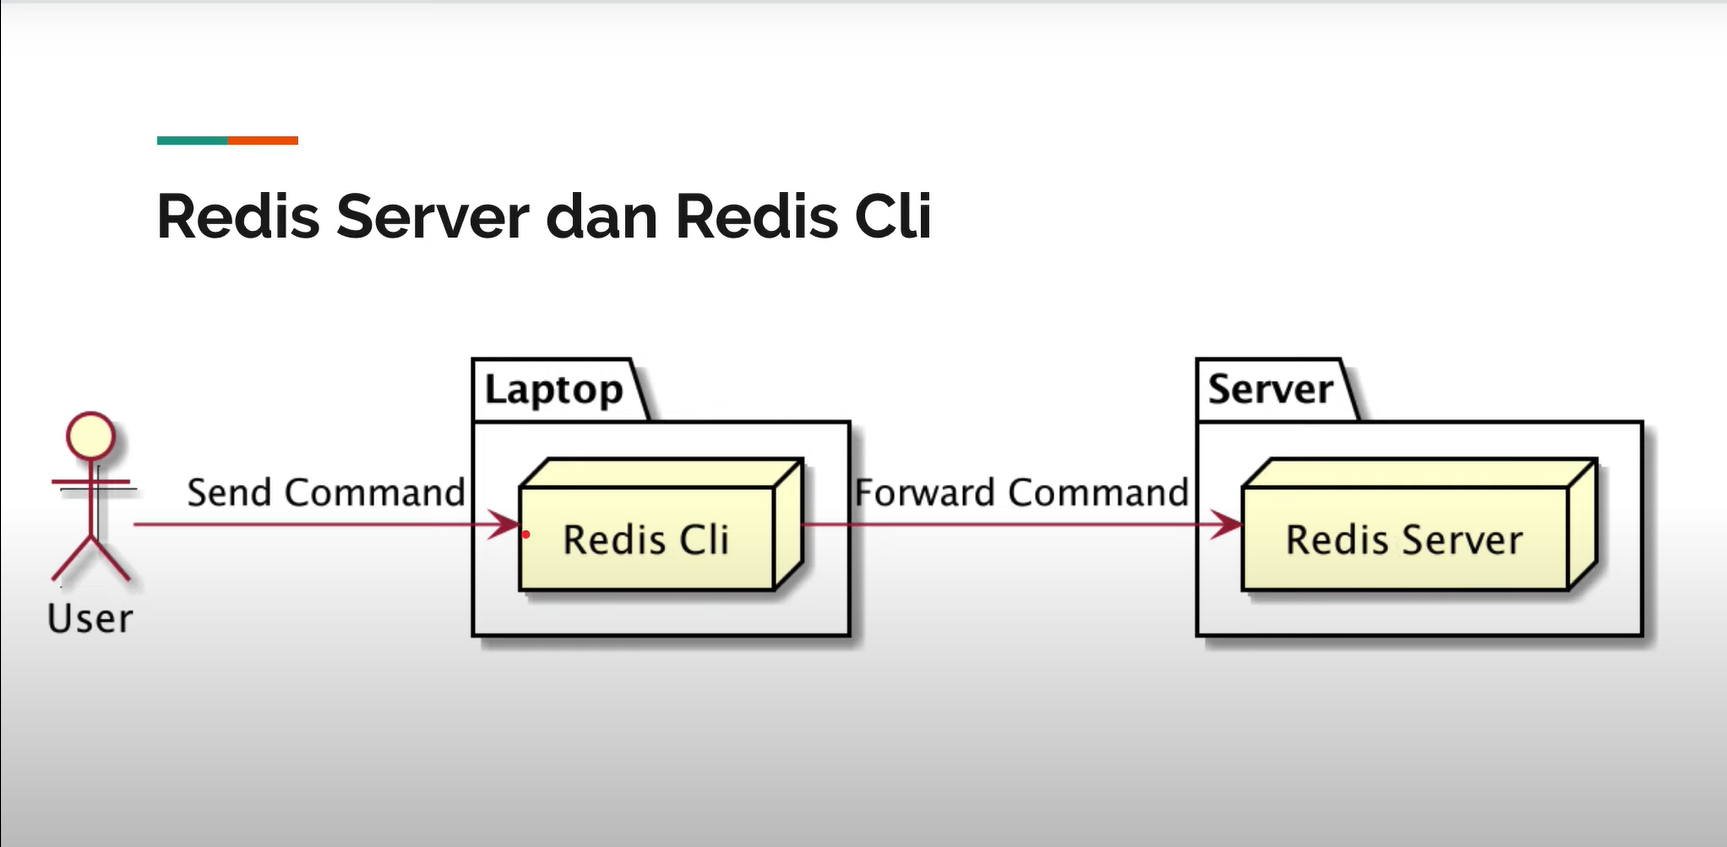 Redis Server dan Redis Cli
Laptop
Server
Send Command
Forward Command
Redis Cli
Redis Server
User